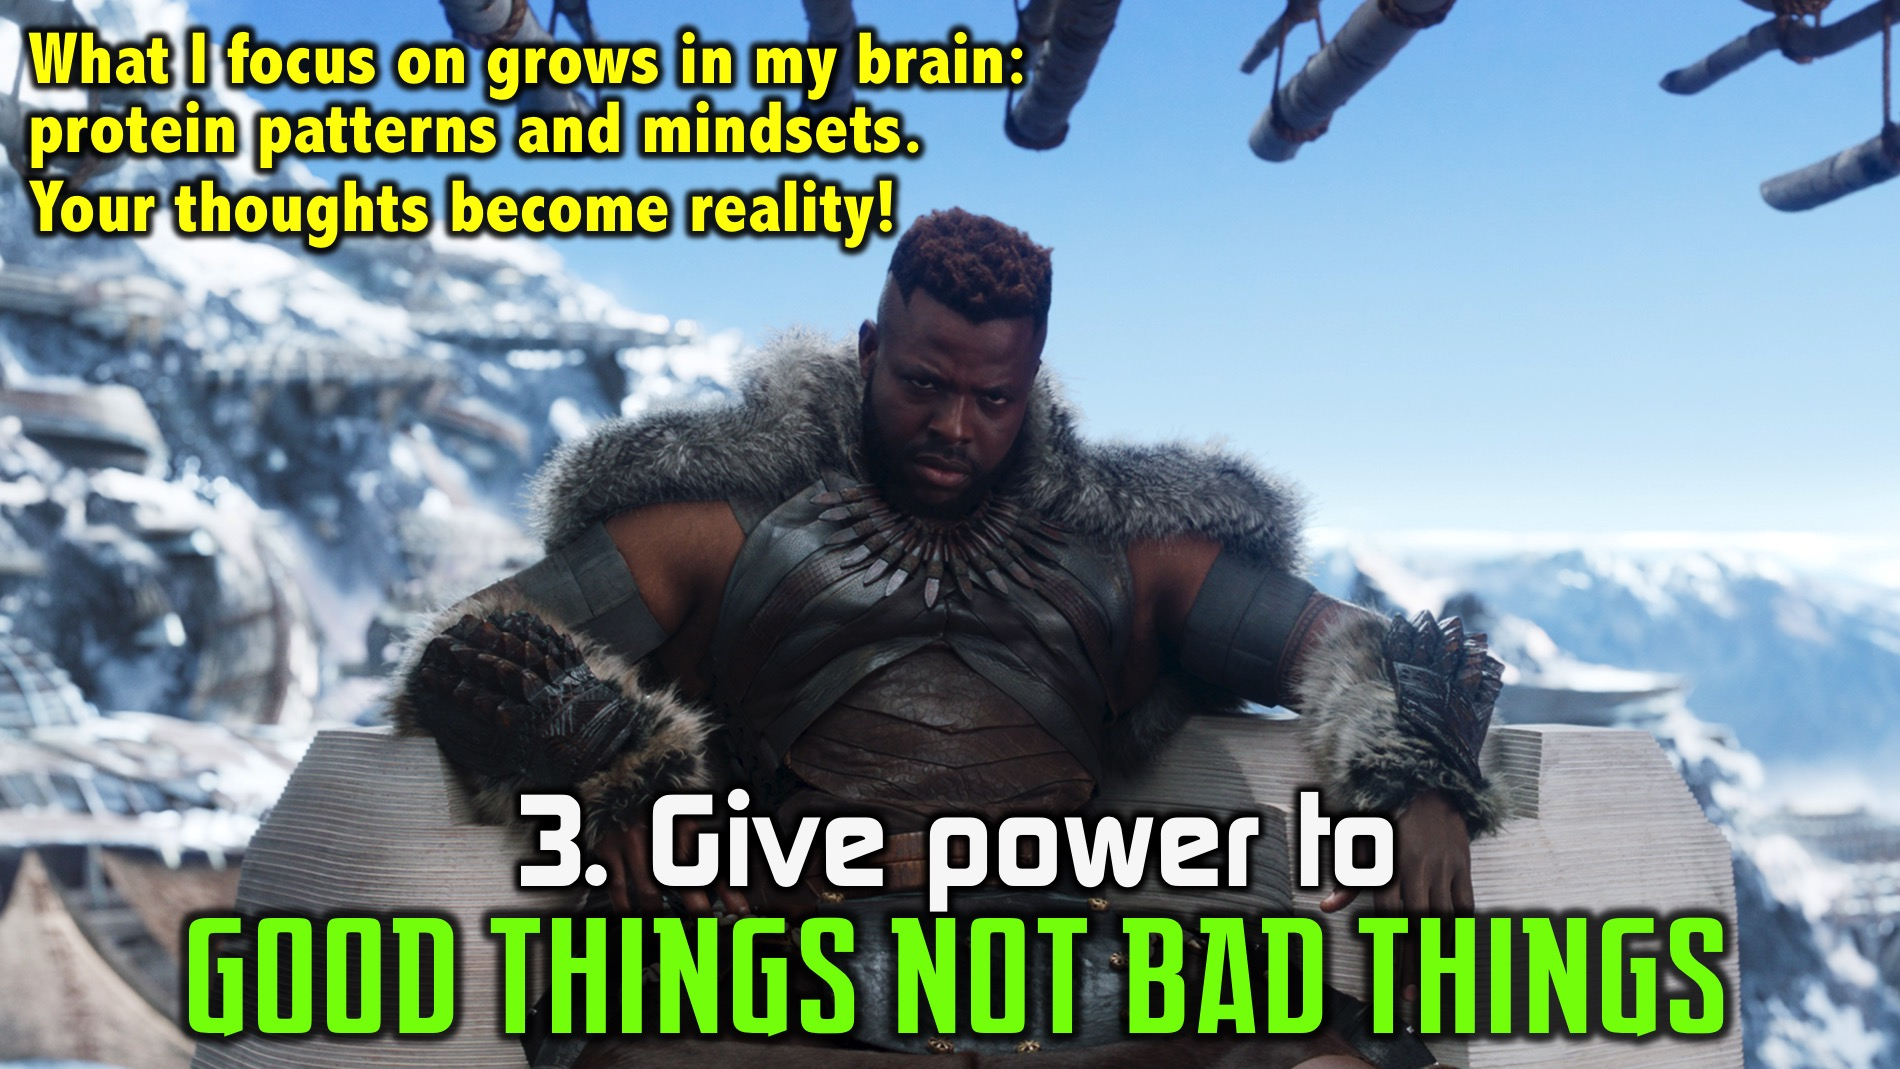 What I focus on grows in my brain:
protein patterns and mindsets.
Your thoughts become reality!
3. Give power to
GOOD THINGS NOT BAD THINGS